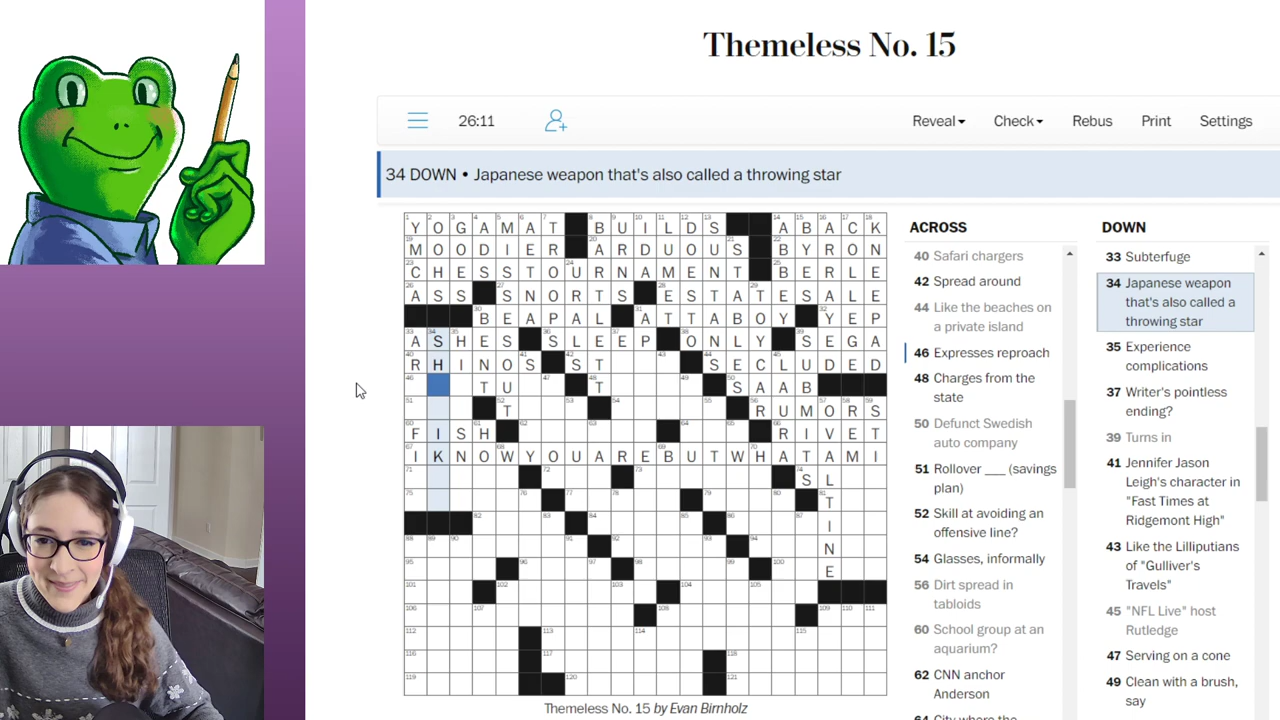 Themeless No. 15
26:11
Reveal
Check
Rebus
Print
Settings
34 DOWN • Japanese weapon that's also called a throwing star
YOGAMAT BUILDS ABACK
MOODIER ARDUOUS BYRON
CHESSTOURNAMENT BERLE
ASS SNORTS ESTATESALE
BEAPAL ATTABOY YEP
ASHES SLEEP ONLY SEGA
RHINOS ST SECLUDED
TU T SAAB
T RUMORS
FISH RIVET
IKNOWYOUAREBUTWHATAMI
SL
T
I
N
E
Themeless No. 15 by Evan Birnholz
ACROSS
40 Safari chargers
42 Spread around
44 Like the beaches on
a private island
46 Expresses reproach
48 Charges from the
state
50 Defunct Swedish
auto company
51 Rollover ___ (savings
plan)
52 Skill at avoiding an
offensive line?
54 Glasses, informally
56 Dirt spread in
tabloids
60 School group at an
aquarium?
62 CNN anchor
Anderson
DOWN
33 Subterfuge
34 Japanese weapon
that's also called a
throwing star
35 Experience
complications
37 Writer's pointless
ending?
39 Turns in
41 Jennifer Jason
Leigh's character in
"Fast Times at
Ridgemont High"
43 Like the Lilliputians
of "Gulliver's
Travels"
45 "NFL Live" host
Rutledge
47 Serving on a cone
49 Clean with a brush,
say